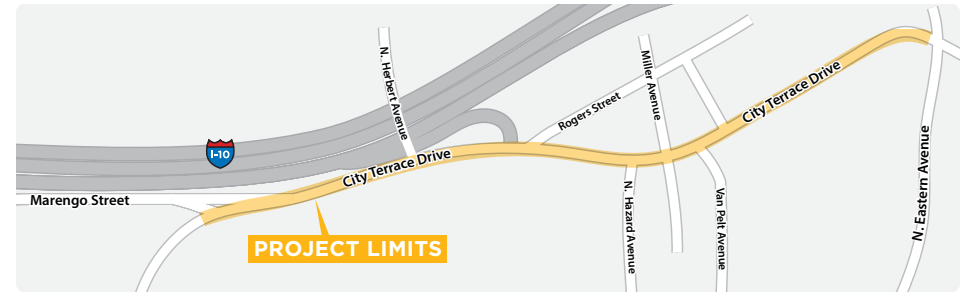 N. Herbert Avenue
Miller Avenue
Rogers Street
City Terrace Drive
I-10
City Terrace Drive
Marengo Street
N. Hazard Avenue
Van Pelt Avenue
N. Eastern Avenue
PROJECT LIMITS